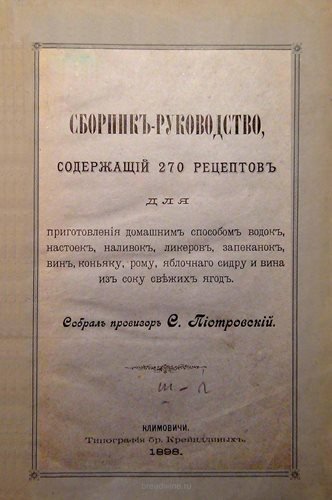 СБОРНИКЪ-РУКОВОДСТВО,
СОДЕРЖАЩІЙ 270 РЕЦЕПТОВЪ
ДЛЯ
приготовленія домашнимъ способомъ водокъ,
настоекъ, наливокъ, ликеровъ, запеканокъ,
винъ, коньяку, рому, яблочнаго сидру и вина
изъ соку свѣжихъ ягодъ.
Собралъ провизоръ С. Піотровскій.
КЛИМОВИЧИ.
Типографія бр. Крейндлиныхъ.
1898.
breadwine.ru